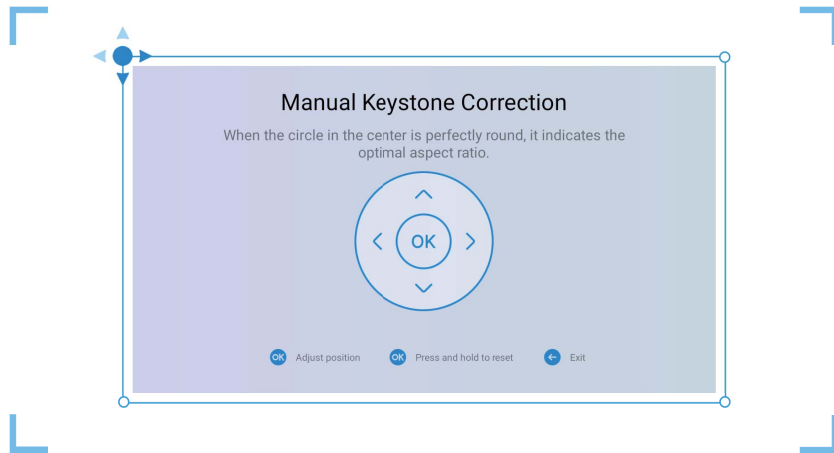 Manual Keystone Correction
When the circle in the center is perfectly round, it indicates the
optimal aspect ratio.
OK
OK Adjust position OK Press and hold to reset Exit